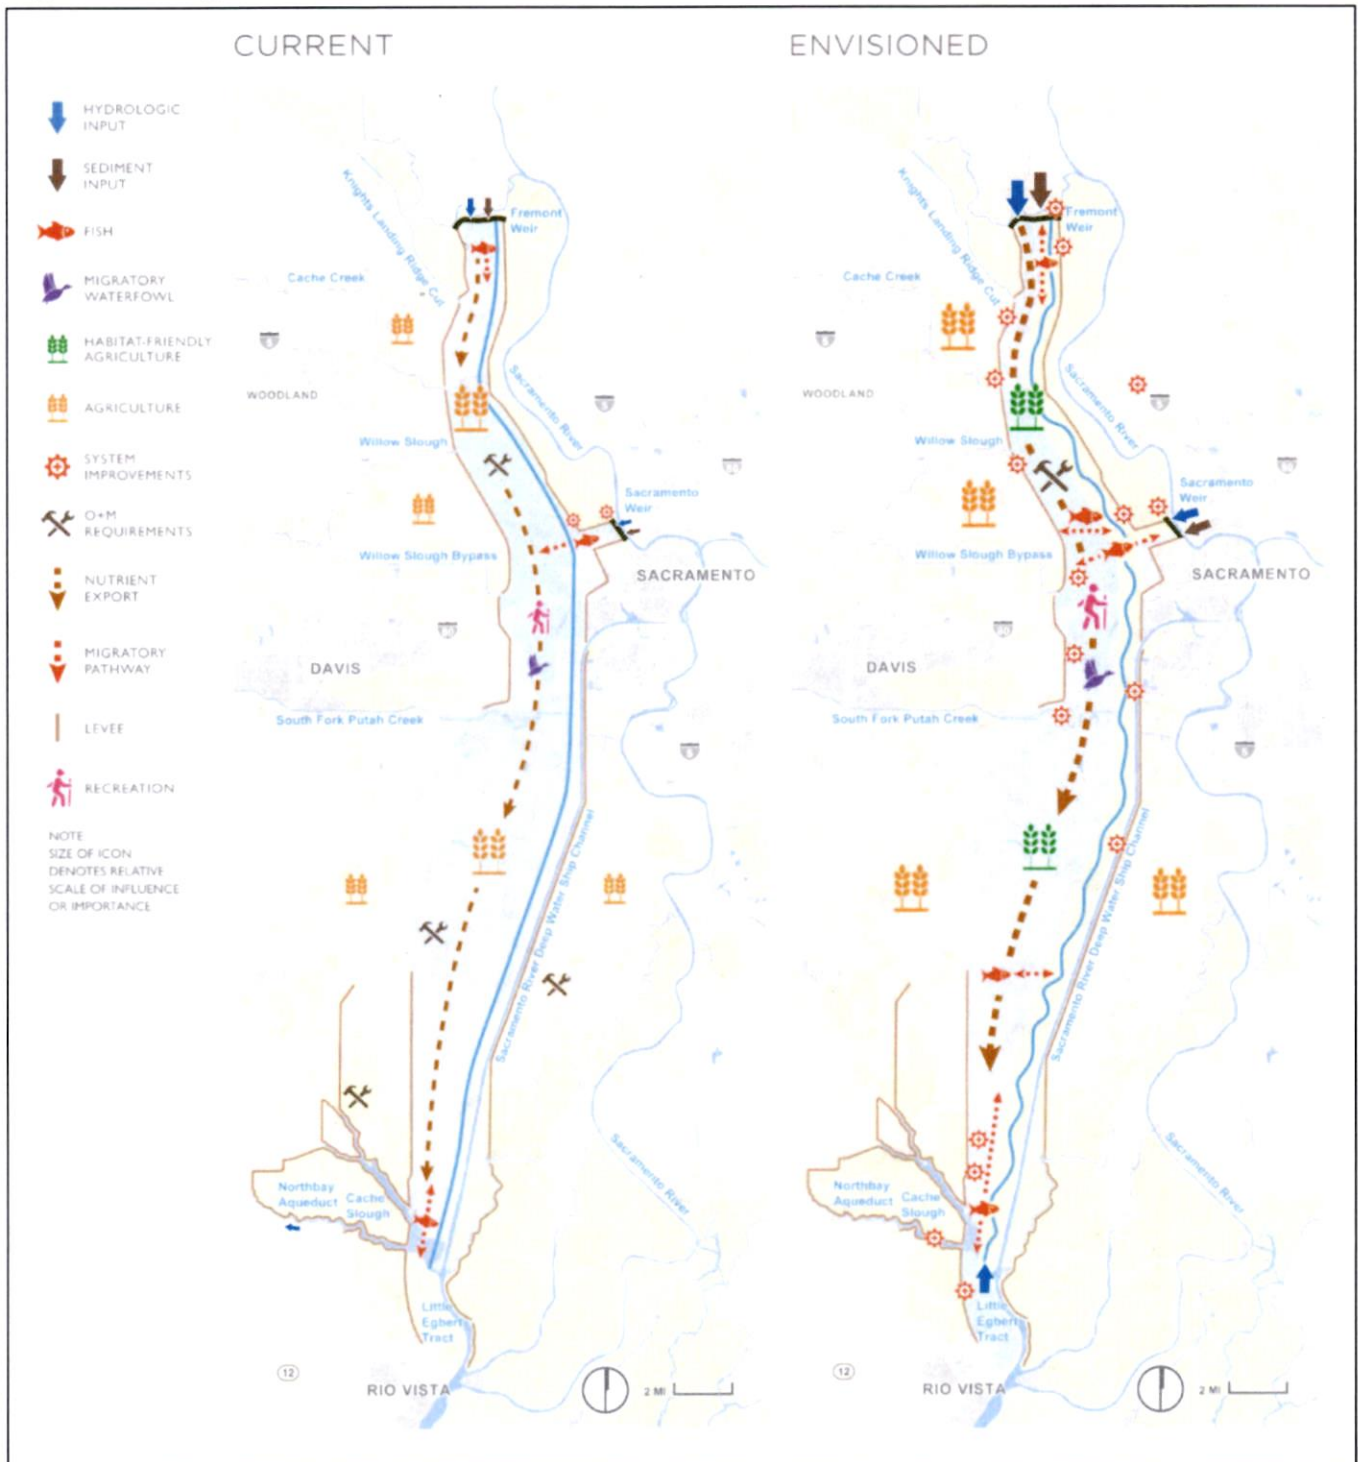 CURRENT
ENVISIONED
HYDROLOGIC
INPUT
SEDIMENT
INPUT
FISH
MIGRATORY
WATERFOWL
HABITAT-FRIENDLY
AGRICULTURE
AGRICULTURE
SYSTEM
IMPROVEMENTS
O+M
REQUIREMENTS
NUTRIENT
EXPORT
MIGRATORY
PATHWAY
LEVEE
RECREATION
NOTE
SIZE OF ICON
DENOTES RELATIVE
SCALE OF INFLUENCE
OR IMPORTANCE
Knights Landing Ridge Cut
Fremont
Weir
Cache Creek
WOODLAND
Sacramento River
Willow Slough
Sacramento
Weir
Willow Slough Bypass
SACRAMENTO
DAVIS
South Fork Putah Creek
Sacramento River Deep Water Ship Channel
Sacramento River
Northbay
Aqueduct
Cache
Slough
Little
Egbert
Tract
12
RIO VISTA
2 MI
Knights Landing Ridge Cut
Fremont
Weir
Cache Creek
WOODLAND
Sacramento River
Willow Slough
Sacramento
Weir
Willow Slough Bypass
SACRAMENTO
DAVIS
South Fork Putah Creek
Sacramento River Deep Water Ship Channel
Sacramento River
Northbay
Aqueduct
Cache
Slough
Little
Egbert
Tract
12
RIO VISTA
2 MI